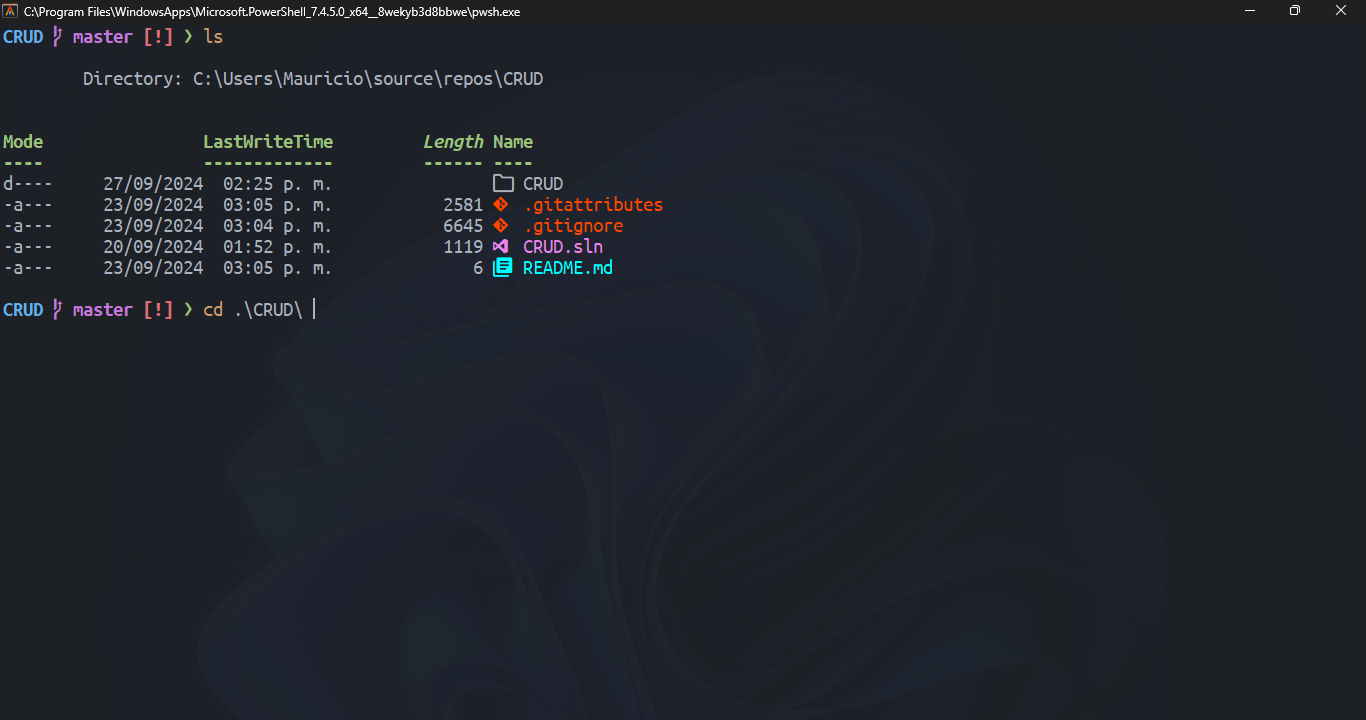 C:\Program Files\WindowsApps\Microsoft.PowerShell_7.4.5.0_x64__8wekyb3d8bbwe\pwsh.exe
CRUD master [!] ❯ ls
Directory: C:\Users\Mauricio\source\repos\CRUD
Mode LastWriteTime Length Name
---- ------------- ------ ----
d---- 27/09/2024 02:25 p. m. CRUD
-a--- 23/09/2024 03:05 p. m. 2581 .gitattributes
-a--- 23/09/2024 03:04 p. m. 6645 .gitignore
-a--- 20/09/2024 01:52 p. m. 1119 CRUD.sln
-a--- 23/09/2024 03:05 p. m. 6 README.md
CRUD master [!] ❯ cd .\CRUD\